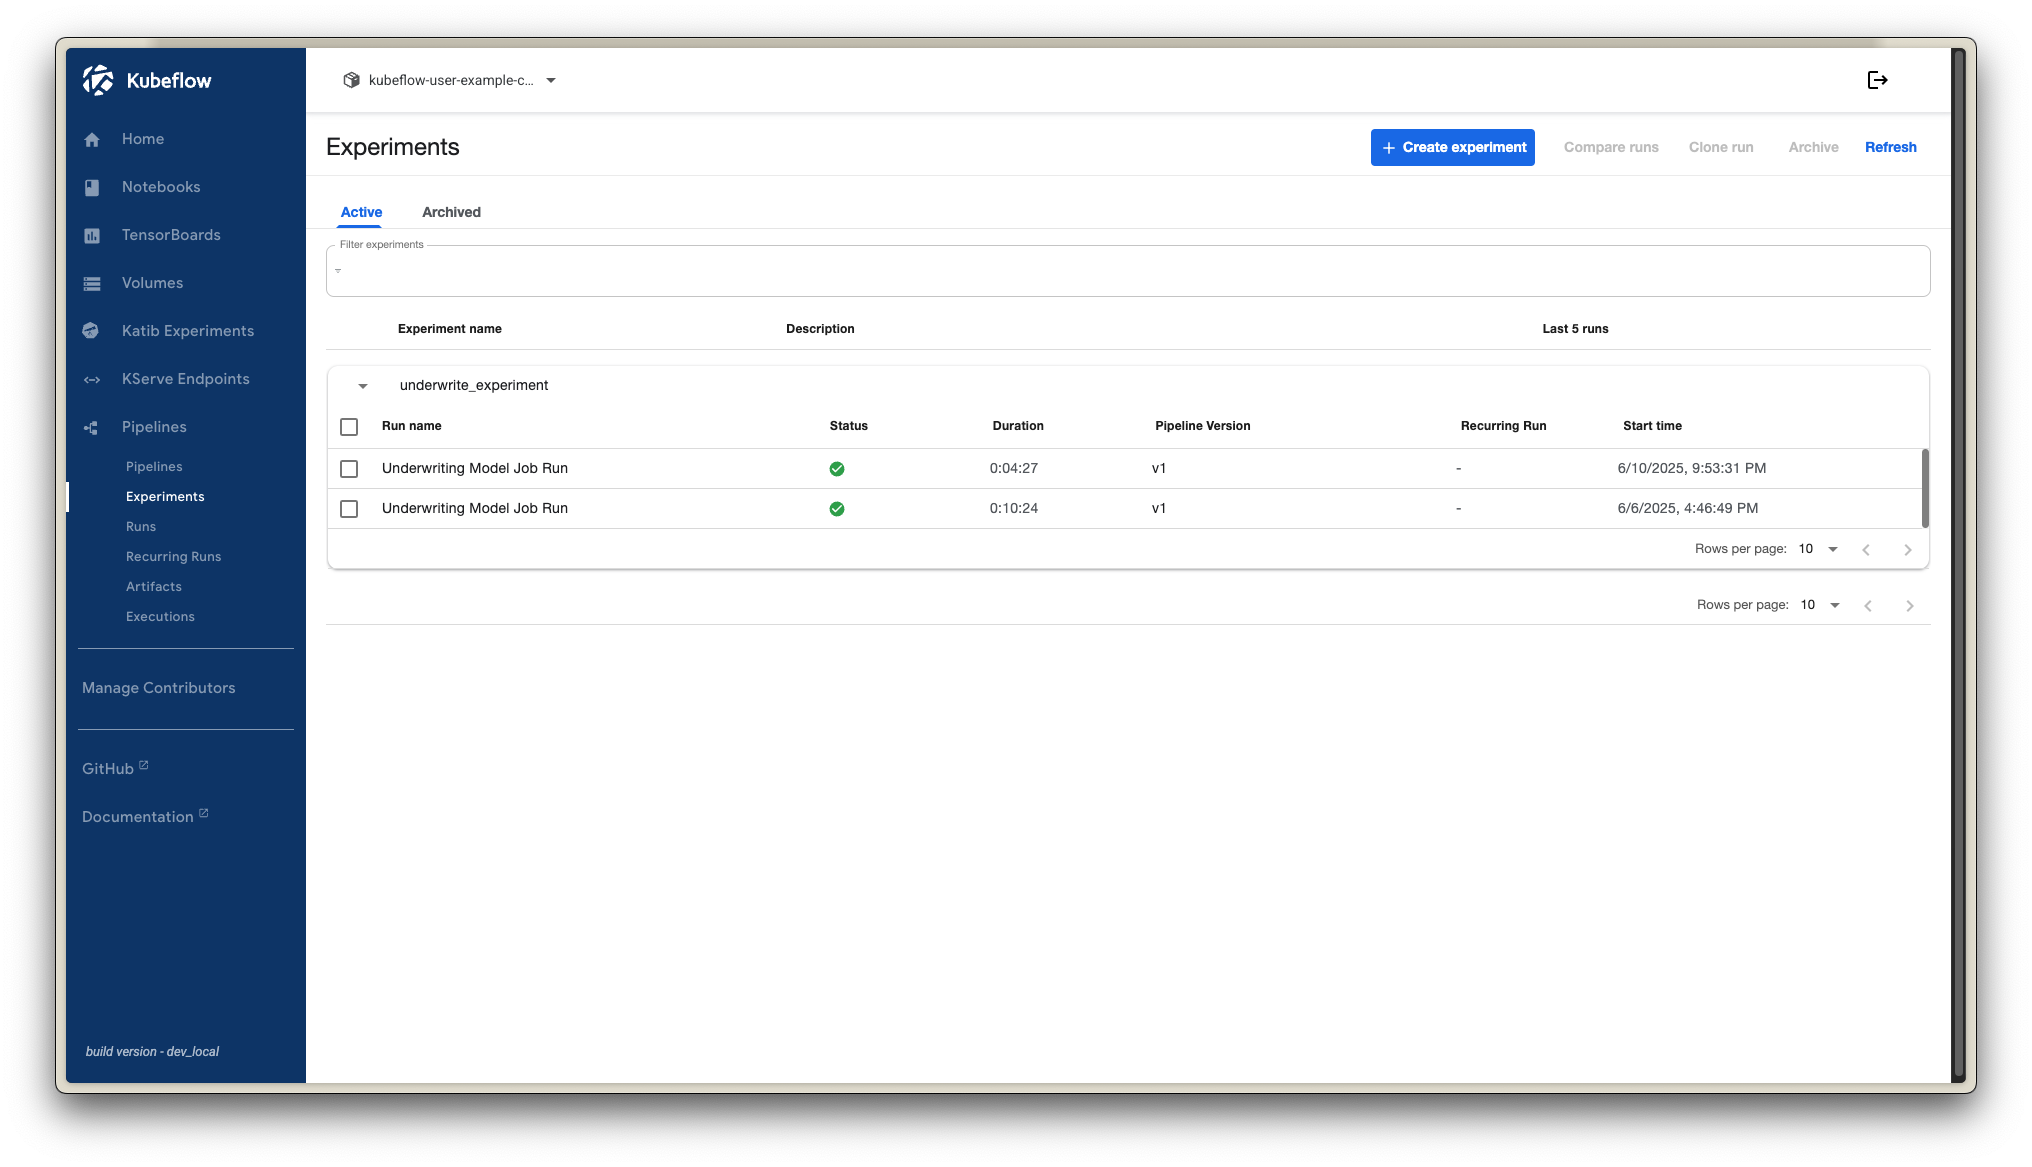 Kubeflow
Home
Notebooks
TensorBoards
Volumes
Katib Experiments
KServe Endpoints
Pipelines
Pipelines
Experiments
Runs
Recurring Runs
Artifacts
Executions
Manage Contributors
GitHub
Documentation
build version - dev_local
kubeflow-user-example-c...
Experiments
+ Create experiment Compare runs Clone run Archive Refresh
Active Archived
Filter experiments
Experiment name Description Last 5 runs
underwrite_experiment
Run name Status Duration Pipeline Version Recurring Run Start time
Underwriting Model Job Run 0:04:27 v1 - 6/10/2025, 9:53:31 PM
Underwriting Model Job Run 0:10:24 v1 - 6/6/2025, 4:46:49 PM
Rows per page: 10
Rows per page: 10